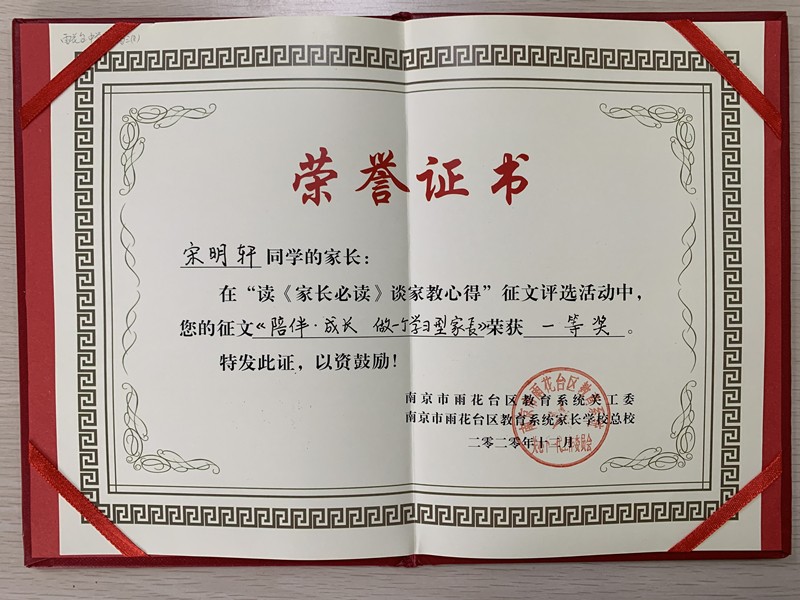 荣誉证书
宋明轩同学的家长：
在“读《家长必读》谈家教心得”征文评选活动中，
您的征文《陪伴·成长 做一个学习型家长》荣获 一等奖 。
特发此证，以资鼓励！
南京市雨花台区教育系统关工委
南京市雨花台区教育系统家长学校总校
二〇二〇年十二月